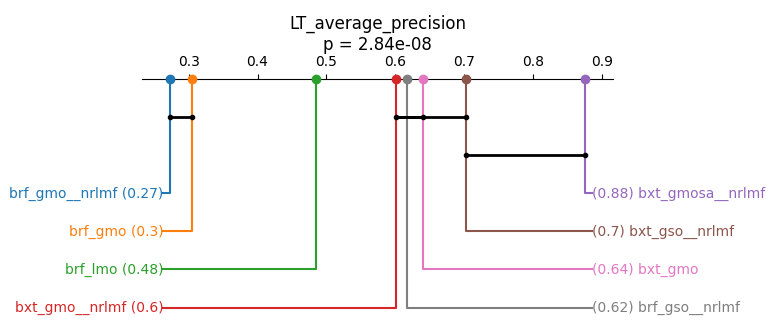 LT_average_precision
p = 2.84e-08
0.3 0.4 0.5 0.6 0.7 0.8 0.9
brf_gmo__nrlmf (0.27) (0.88) bxt_gmosa__nrlmf
brf_gmo (0.3) (0.7) bxt_gso__nrlmf
brf_lmo (0.48) (0.64) bxt_gmo
bxt_gmo__nrlmf (0.6) (0.62) brf_gso__nrlmf